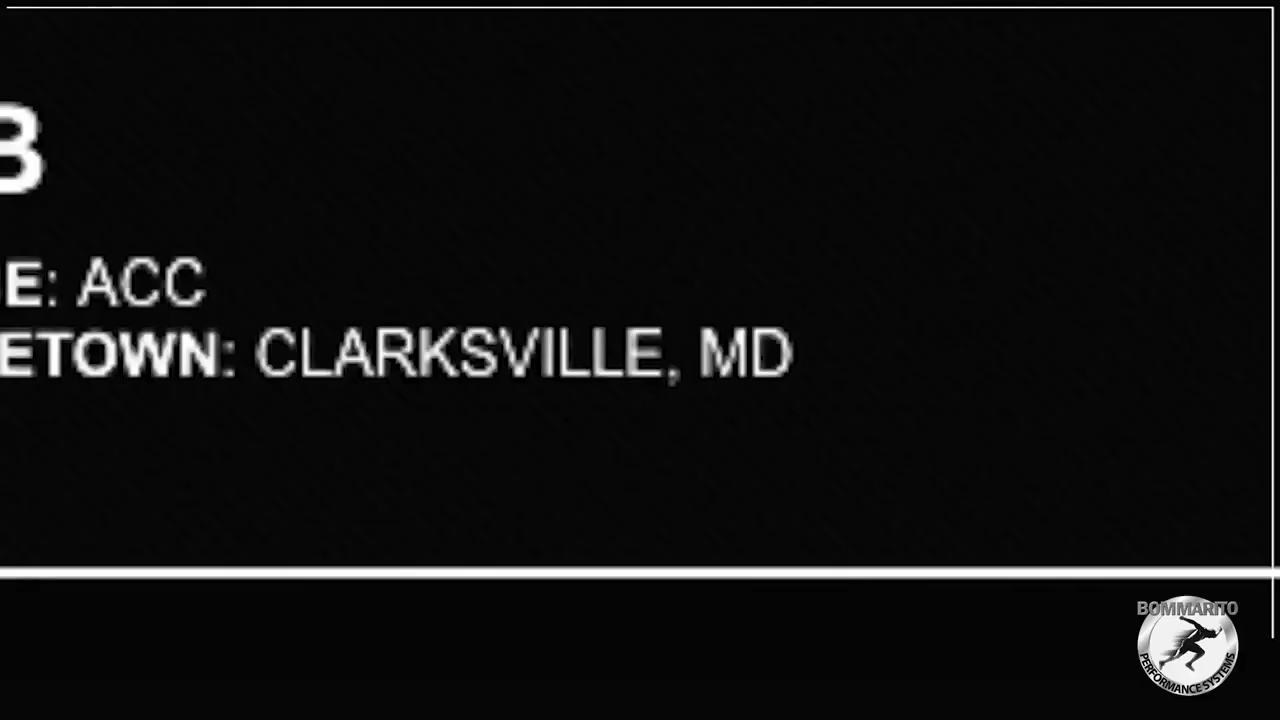 B
E: ACC
ETOWN: CLARKSVILLE, MD
BOMMARITO
PERFORMANCE SYSTEMS